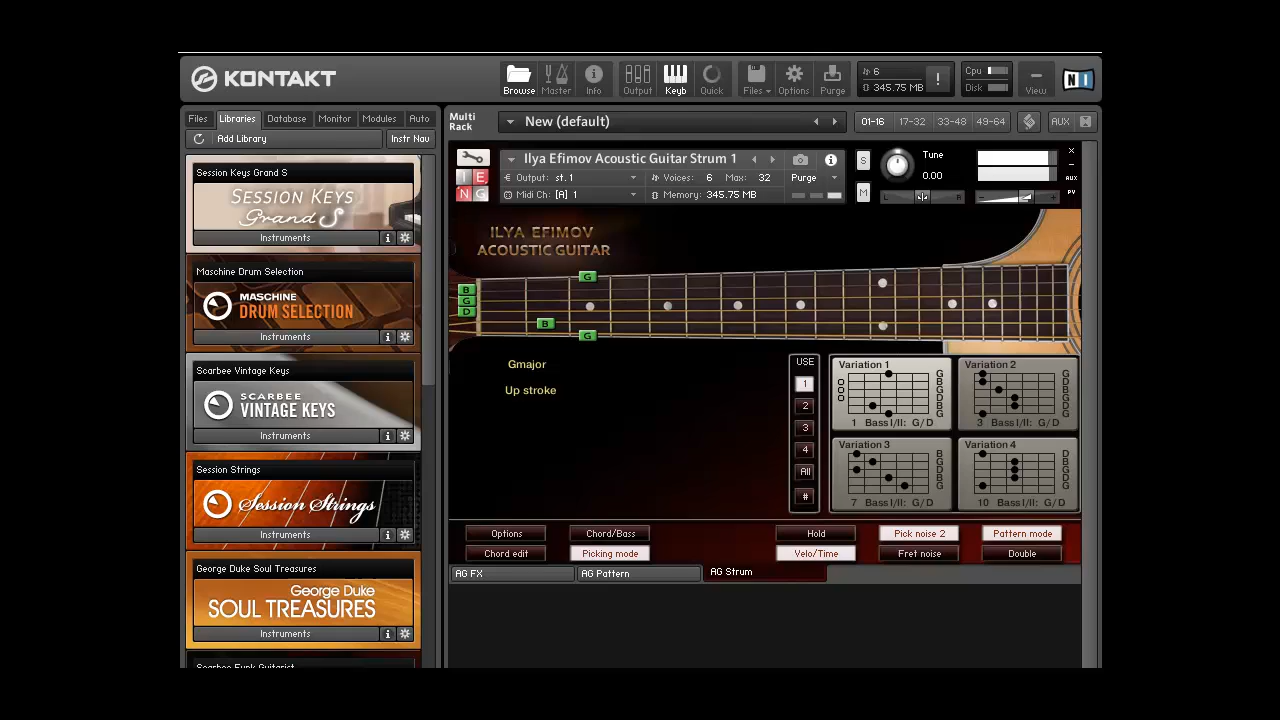 KONTAKT
Browse Master Info Output Keyb Quick Files Options Purge
6
345.75 MB
!
Cpu
Disk
View
NI
Files Libraries Database Monitor Modules Auto
Add Library
Instr Nav
Session Keys Grand S
SESSION KEYS
Grand S
Instruments
Maschine Drum Selection
MASCHINE
DRUM SELECTION
Instruments
Scarbee Vintage Keys
SCARBEE
VINTAGE KEYS
Instruments
Session Strings
Session Strings
Instruments
George Duke Soul Treasures
George Duke
SOUL TREASURES
Instruments
Scarbee Funk Guitarist
Multi
Rack
New (default)
01-16 17-32 33-48 49-64
AUX
Ilya Efimov Acoustic Guitar Strum 1
Output: st.1
Voices: 6 Max: 32
Purge
Midi Ch: [A] 1
Memory: 345.75 MB
S
M
Tune
0.00
L R
AUX
PV
ILYA EFIMOV
ACOUSTIC GUITAR
G
B
G
D
B
G
Gmajor
Up stroke
USE
1
2
3
4
All
#
Variation 1
G
B
G
D
B
G
1 Bass I/II: G/D
Variation 2
G
D
B
G
D
G
3 Bass I/II: G/D
Variation 3
B
G
D
B
G
7 Bass I/II: G/D
Variation 4
D
B
G
D
G
10 Bass I/II: G/D
Options Chord/Bass Hold Pick noise 2 Pattern mode
Chord edit Picking mode Velo/Time Fret noise Double
AG FX AG Pattern AG Strum